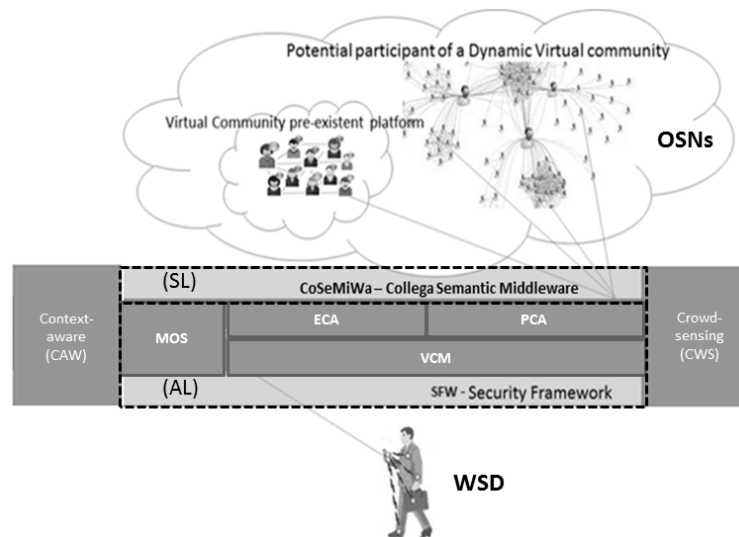 Potential participant of a Dynamic Virtual community
Virtual Community pre-existent platform
OSNs
(SL)
CoSeMiWa – Collega Semantic Middleware
Context-
aware
(CAW)
MOS
ECA
PCA
VCM
Crowd-
sensing
(CWS)
(AL)
SFW - Security Framework
WSD